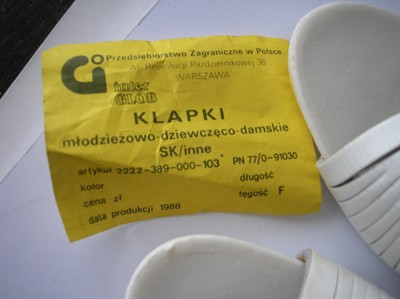 Przedsiębiorstwo Zagraniczne w Polsce
Al. Rewolucji Październikowej 38
WARSZAWA
inter
GLOB
KLAPKI
młodzieżowo-dziewczęco-damskie
SK/inne
artykuł 2222-389-000-103 PN 77/0-91030
kolor długość
cena zł tęgość F
data produkcji 1988